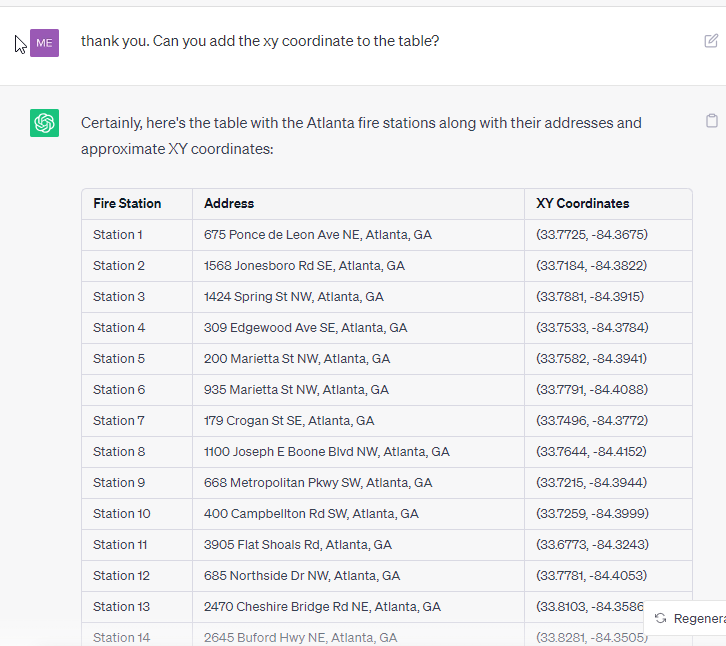 ME
thank you. Can you add the xy coordinate to the table?
Certainly, here's the table with the Atlanta fire stations along with their addresses and
approximate XY coordinates:
Fire Station Address XY Coordinates
Station 1 675 Ponce de Leon Ave NE, Atlanta, GA (33.7725, -84.3675)
Station 2 1568 Jonesboro Rd SE, Atlanta, GA (33.7184, -84.3822)
Station 3 1424 Spring St NW, Atlanta, GA (33.7881, -84.3915)
Station 4 309 Edgewood Ave SE, Atlanta, GA (33.7533, -84.3784)
Station 5 200 Marietta St NW, Atlanta, GA (33.7582, -84.3941)
Station 6 935 Marietta St NW, Atlanta, GA (33.7791, -84.4088)
Station 7 179 Crogan St SE, Atlanta, GA (33.7496, -84.3772)
Station 8 1100 Joseph E Boone Blvd NW, Atlanta, GA (33.7644, -84.4152)
Station 9 668 Metropolitan Pkwy SW, Atlanta, GA (33.7215, -84.3944)
Station 10 400 Campbellton Rd SW, Atlanta, GA (33.7259, -84.3999)
Station 11 3905 Flat Shoals Rd, Atlanta, GA (33.6773, -84.3243)
Station 12 685 Northside Dr NW, Atlanta, GA (33.7781, -84.4053)
Station 13 2470 Cheshire Bridge Rd NE, Atlanta, GA (33.8103, -84.3586
Regenera
Station 14 2645 Buford Hwy NE, Atlanta, GA (33.8281, -84.3505)